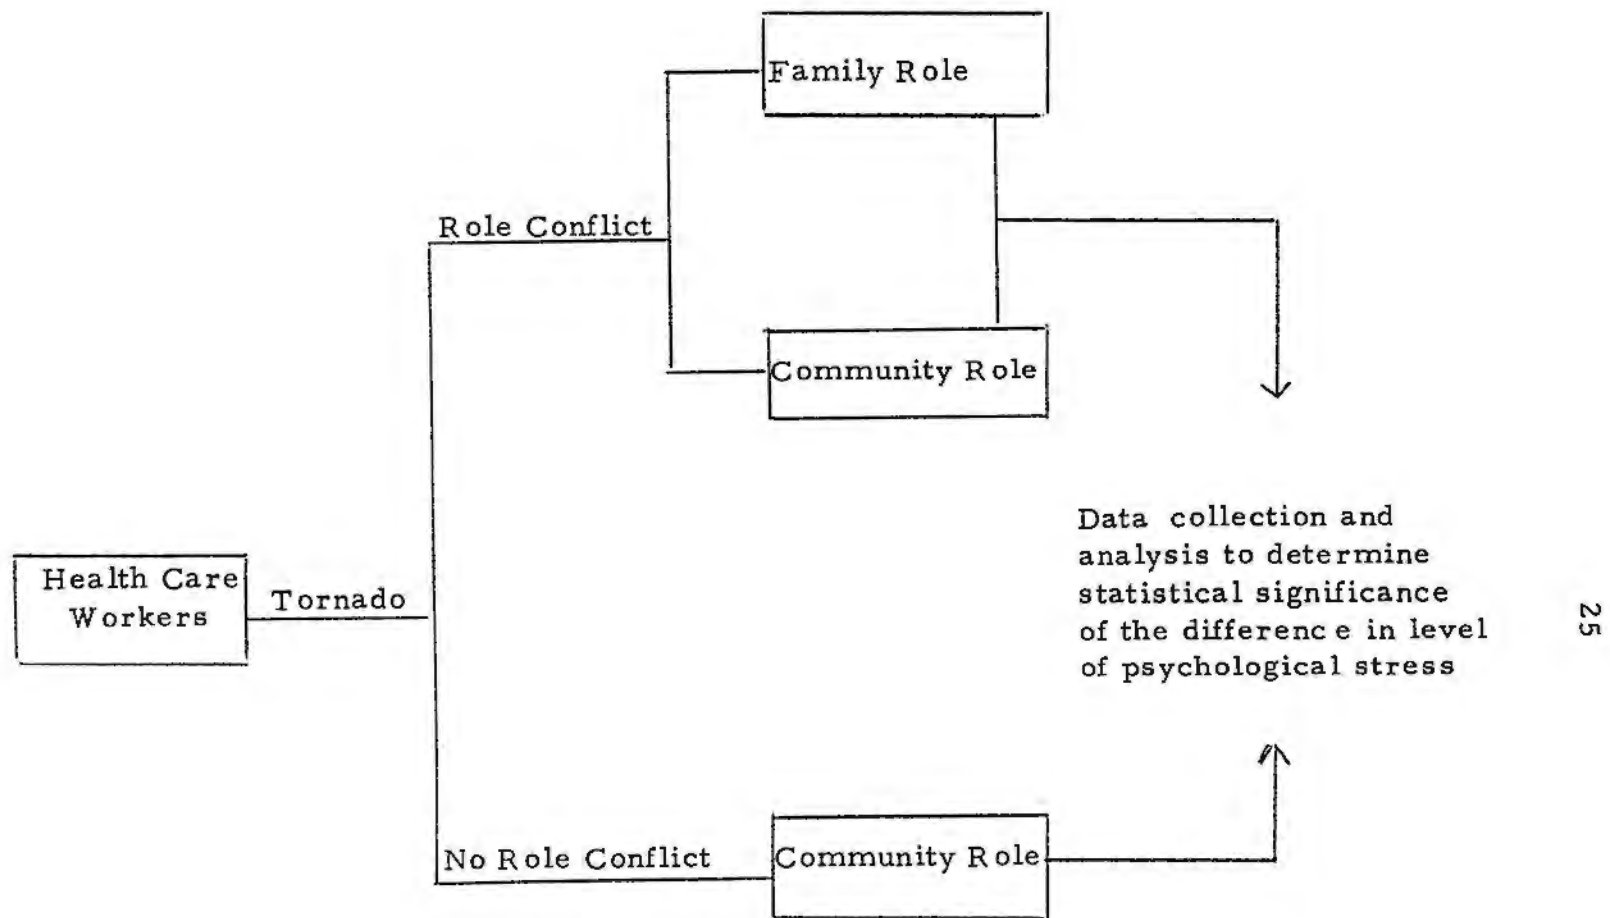 Family Role
Role Conflict
Community Role
Health Care
Workers
Tornado
Data collection and
analysis to determine
statistical significance
of the differenc e in level
of psychological stress
25
No Role Conflict
Community Role